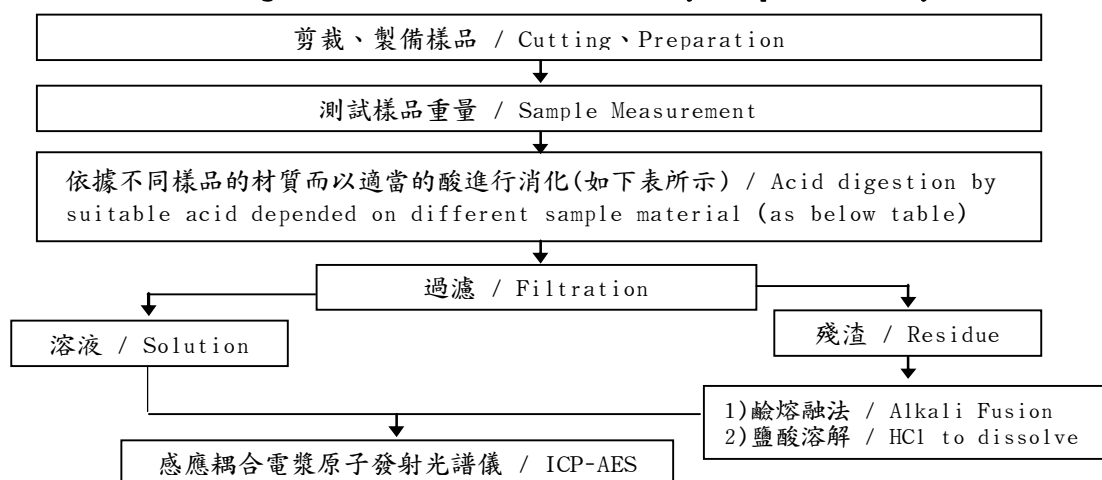 剪裁、製備樣品 / Cutting、Preparation
測試樣品重量 / Sample Measurement
依據不同樣品的材質而以適當的酸進行消化(如下表所示) / Acid digestion by
suitable acid depended on different sample material (as below table)
過濾 / Filtration
溶液 / Solution
殘渣 / Residue
1)鹼熔融法 / Alkali Fusion
2)鹽酸溶解 / HCl to dissolve
感應耦合電漿原子發射光譜儀 / ICP-AES